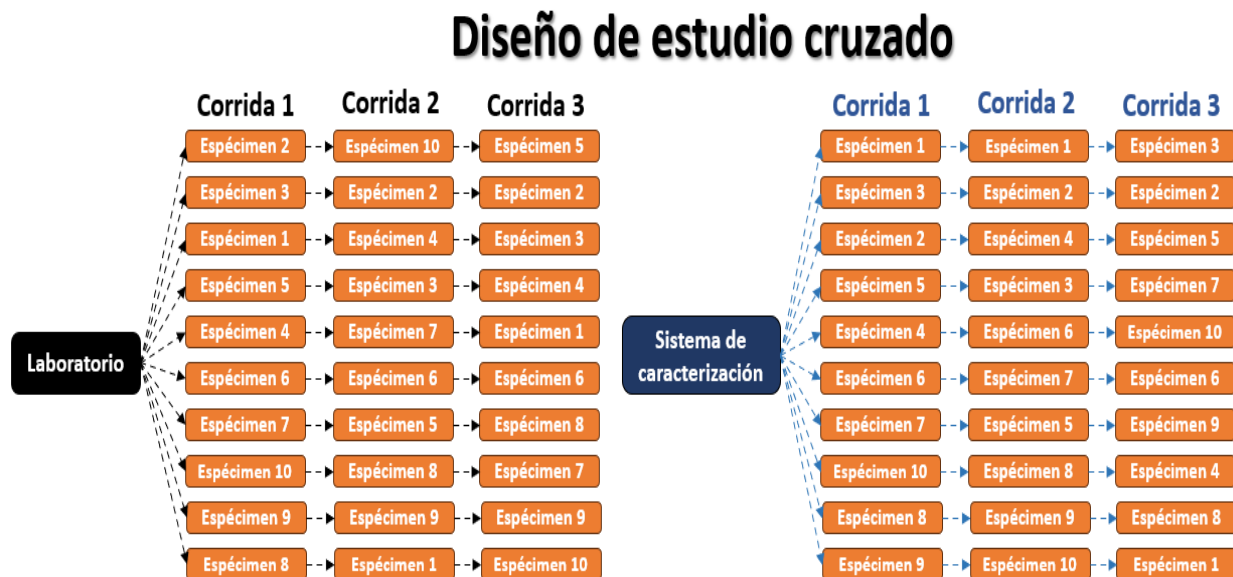 Diseño de estudio cruzado
Corrida 1 Corrida 2 Corrida 3
Espécimen 2 Espécimen 10 Espécimen 5
Espécimen 3 Espécimen 2 Espécimen 2
Espécimen 1 Espécimen 4 Espécimen 3
Espécimen 5 Espécimen 3 Espécimen 4
Espécimen 4 Espécimen 7 Espécimen 1
Laboratorio
Espécimen 6 Espécimen 6 Espécimen 6
Espécimen 7 Espécimen 5 Espécimen 8
Espécimen 10 Espécimen 8 Espécimen 7
Espécimen 9 Espécimen 9 Espécimen 9
Espécimen 8 Espécimen 1 Espécimen 10
Corrida 1 Corrida 2 Corrida 3
Espécimen 1 Espécimen 1 Espécimen 3
Espécimen 3 Espécimen 2 Espécimen 2
Espécimen 2 Espécimen 4 Espécimen 5
Espécimen 5 Espécimen 3 Espécimen 7
Espécimen 4 Espécimen 6 Espécimen 10
Sistema de
caracterización
Espécimen 6 Espécimen 7 Espécimen 6
Espécimen 7 Espécimen 5 Espécimen 9
Espécimen 10 Espécimen 8 Espécimen 4
Espécimen 8 Espécimen 9 Espécimen 8
Espécimen 9 Espécimen 10 Espécimen 1